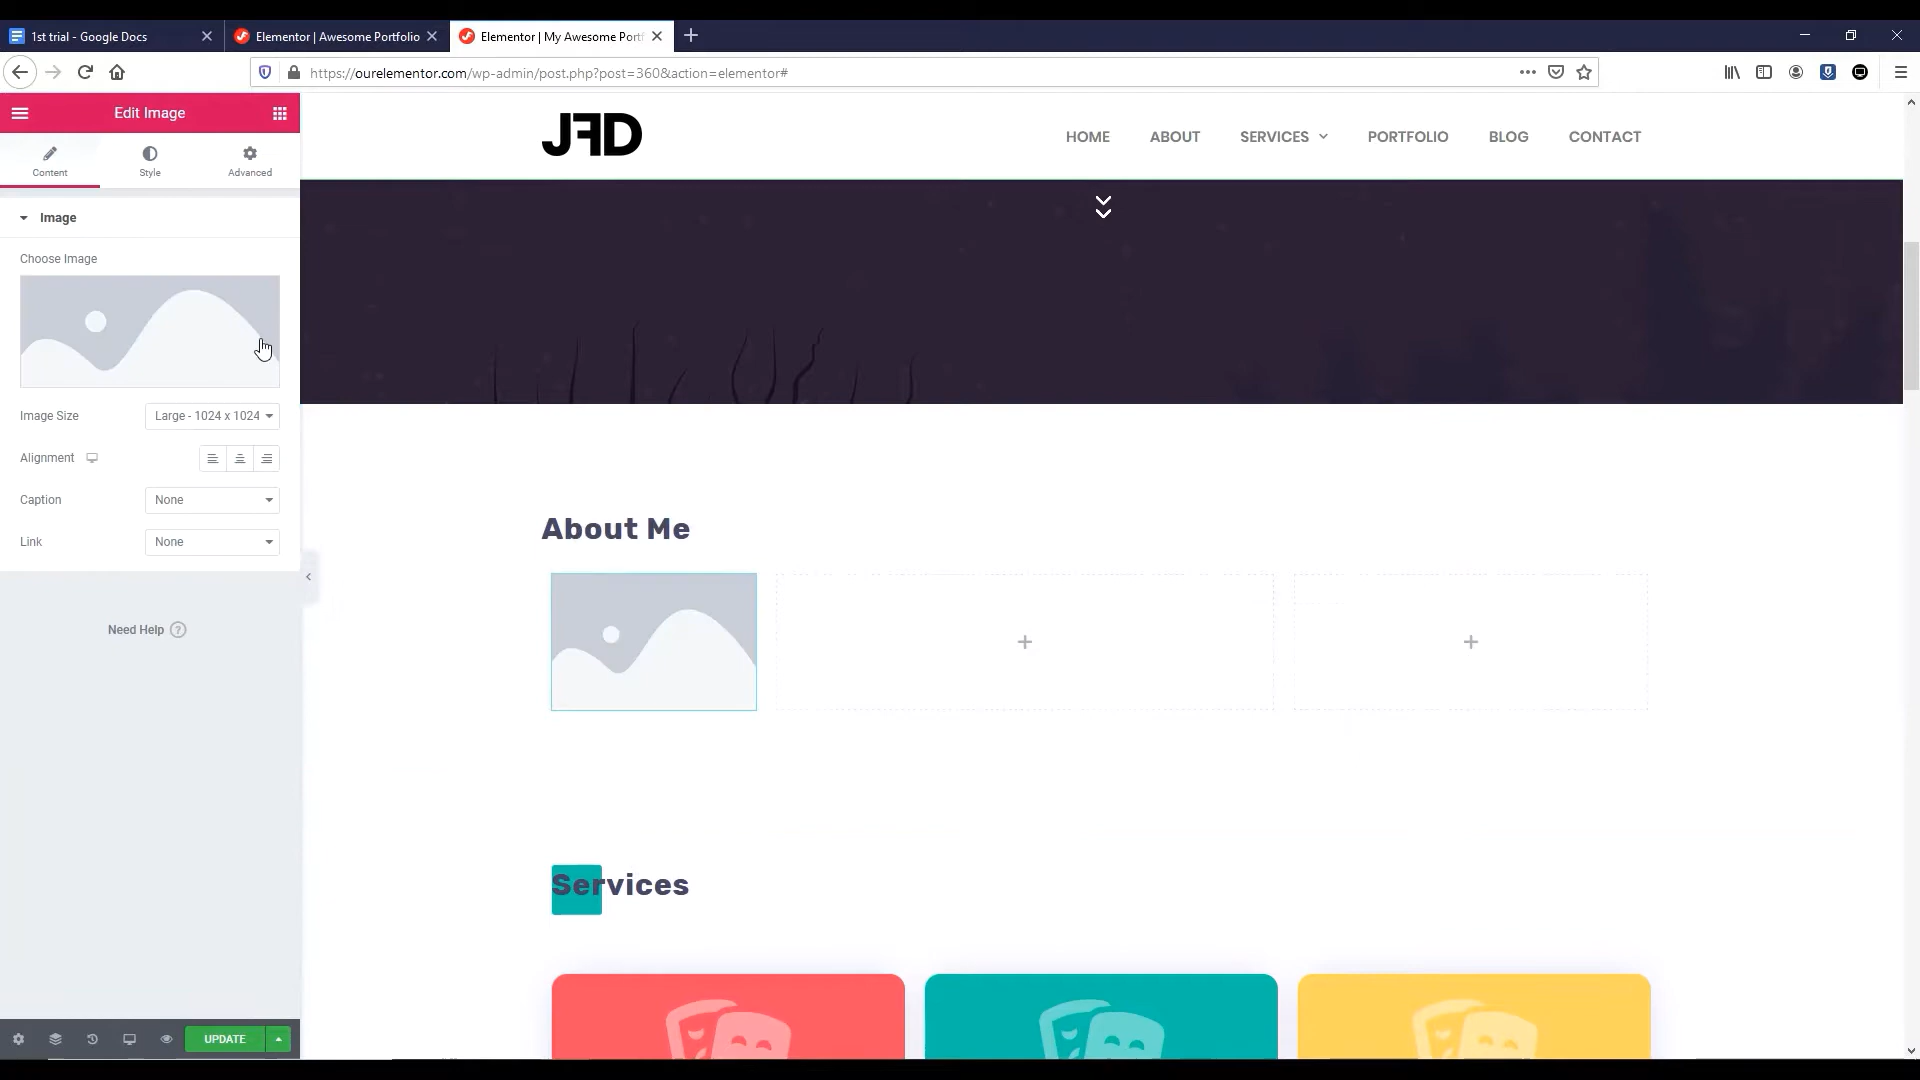 1st trial - Google Docs
Elementor | Awesome Portfolio
Elementor | My Awesome Portf
https://ourelementor.com/wp-admin/post.php?post=360&action=elementor#
Edit Image
Content
Style
Advanced
Image
Choose Image
Image Size
Large - 1024 x 1024
Alignment
Caption
None
Link
None
Need Help ?
UPDATE
JFD
HOME
ABOUT
SERVICES
PORTFOLIO
BLOG
CONTACT
About Me
Services